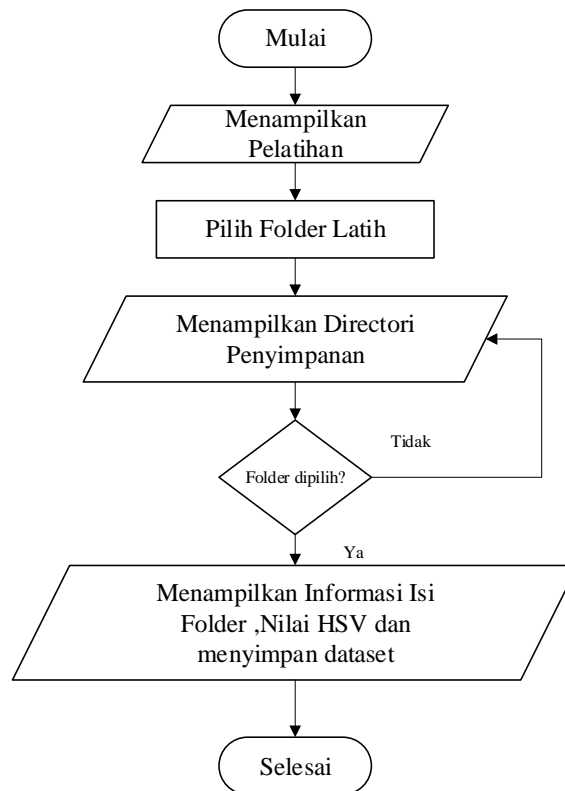 Mulai
Menampilkan
Pelatihan
Pilih Folder Latih
Menampilkan Directori
Penyimpanan
Tidak
Folder dipilih?
Ya
Menampilkan Informasi Isi
Folder ,Nilai HSV dan
menyimpan dataset
Selesai